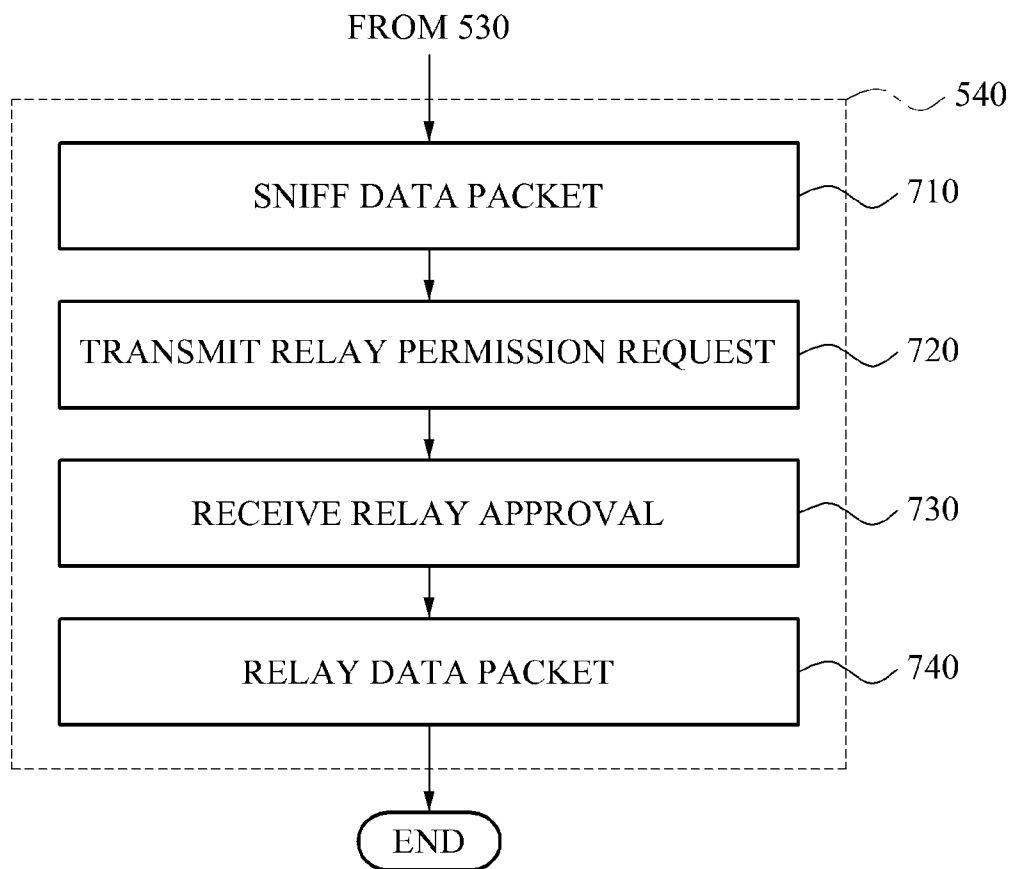 FROM 530
540
SNIFF DATA PACKET
710
TRANSMIT RELAY PERMISSION REQUEST
720
RECEIVE RELAY APPROVAL
730
RELAY DATA PACKET
740
END